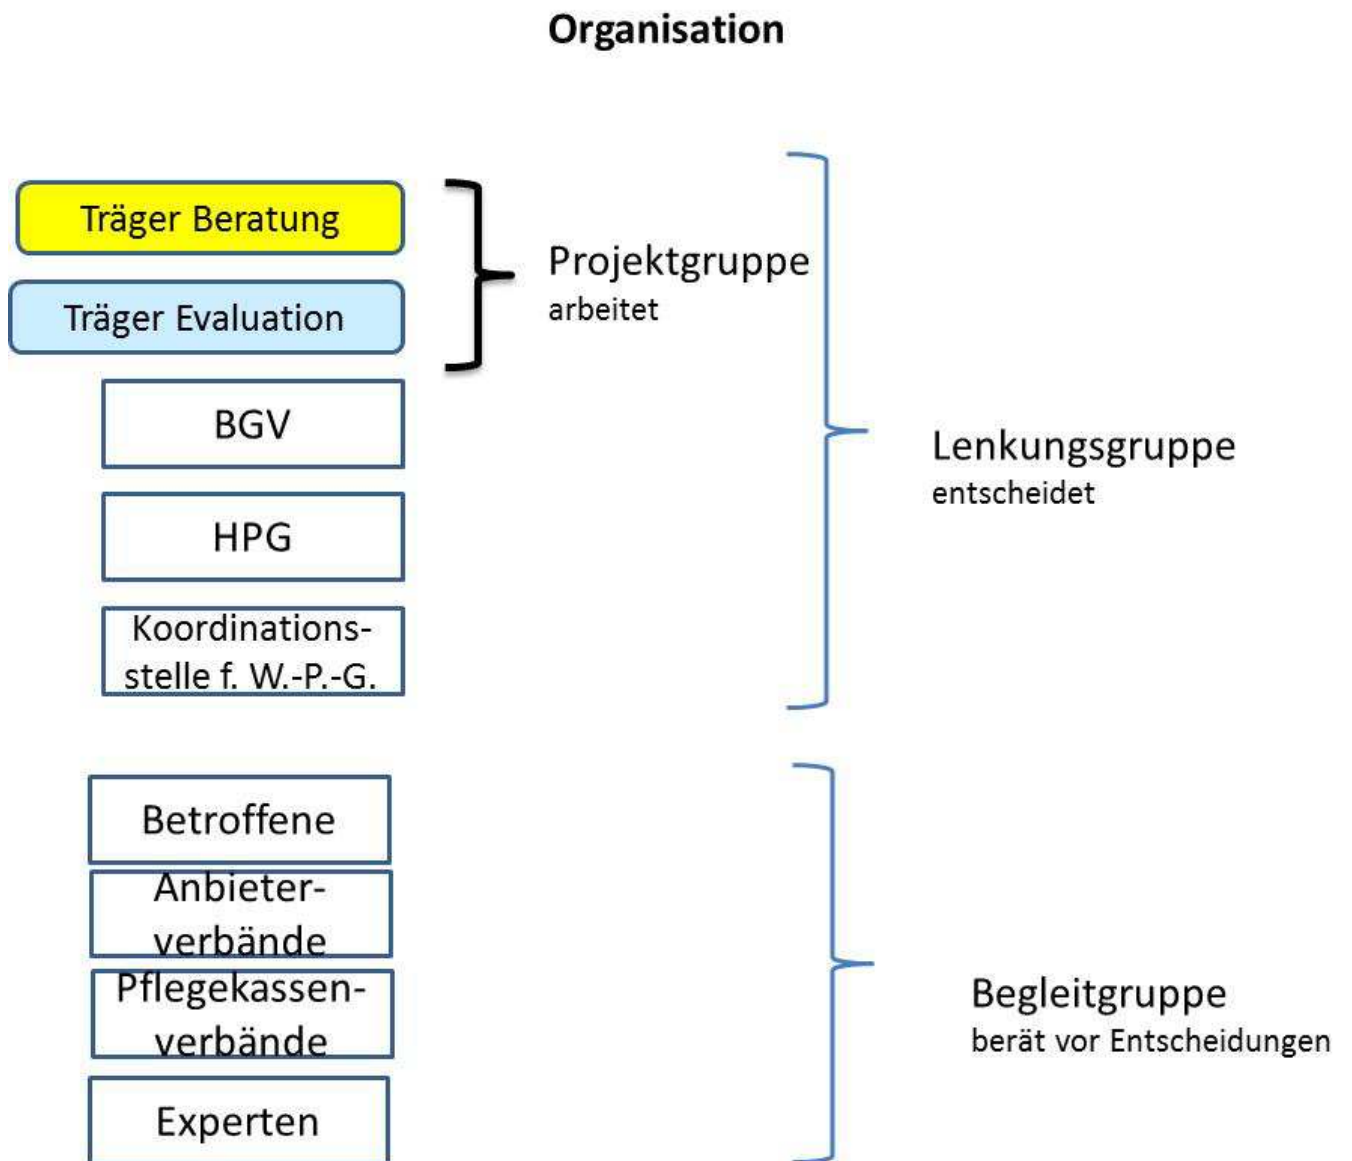 Organisation
Träger Beratung
Träger Evaluation
Projektgruppe
arbeitet
BGV
HPG
Koordinations-
stelle f. W.-P.-G.
Lenkungsgruppe
entscheidet
Betroffene
Anbieter-
verbände
Pflegekassen-
verbände
Experten
Begleitgruppe
berät vor Entscheidungen